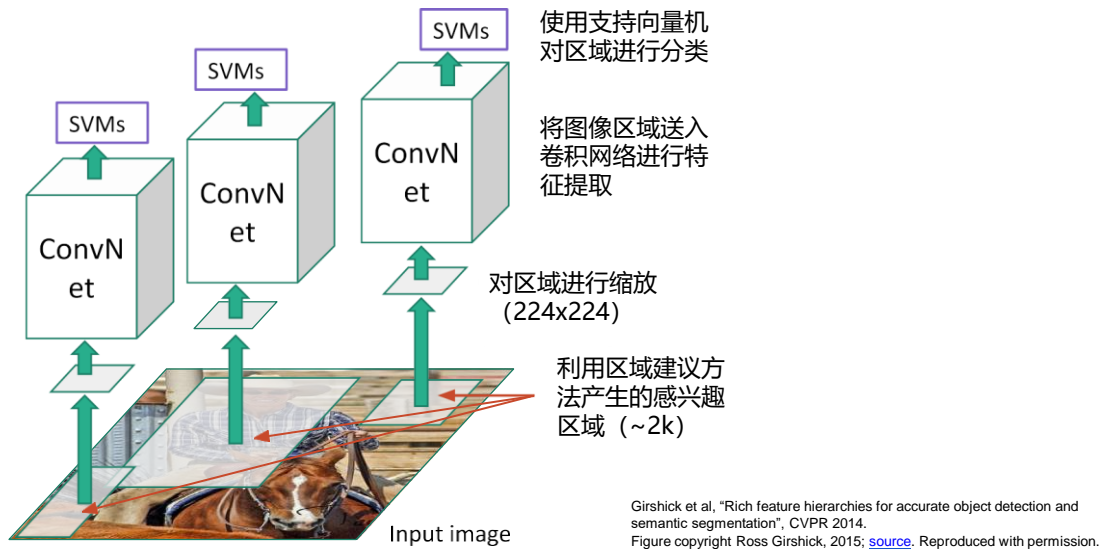 SVMs
使用支持向量机
对区域进行分类
SVMs
SVMs
ConvN
et
将图像区域送入
卷积网络进行特
征提取
ConvN
et
ConvN
et
对区域进行缩放
（224x224）
利用区域建议方
法产生的感兴趣
区域（~2k）
Input image
Girshick et al, “Rich feature hierarchies for accurate object detection and
semantic segmentation”, CVPR 2014.
Figure copyright Ross Girshick, 2015; source. Reproduced with permission.